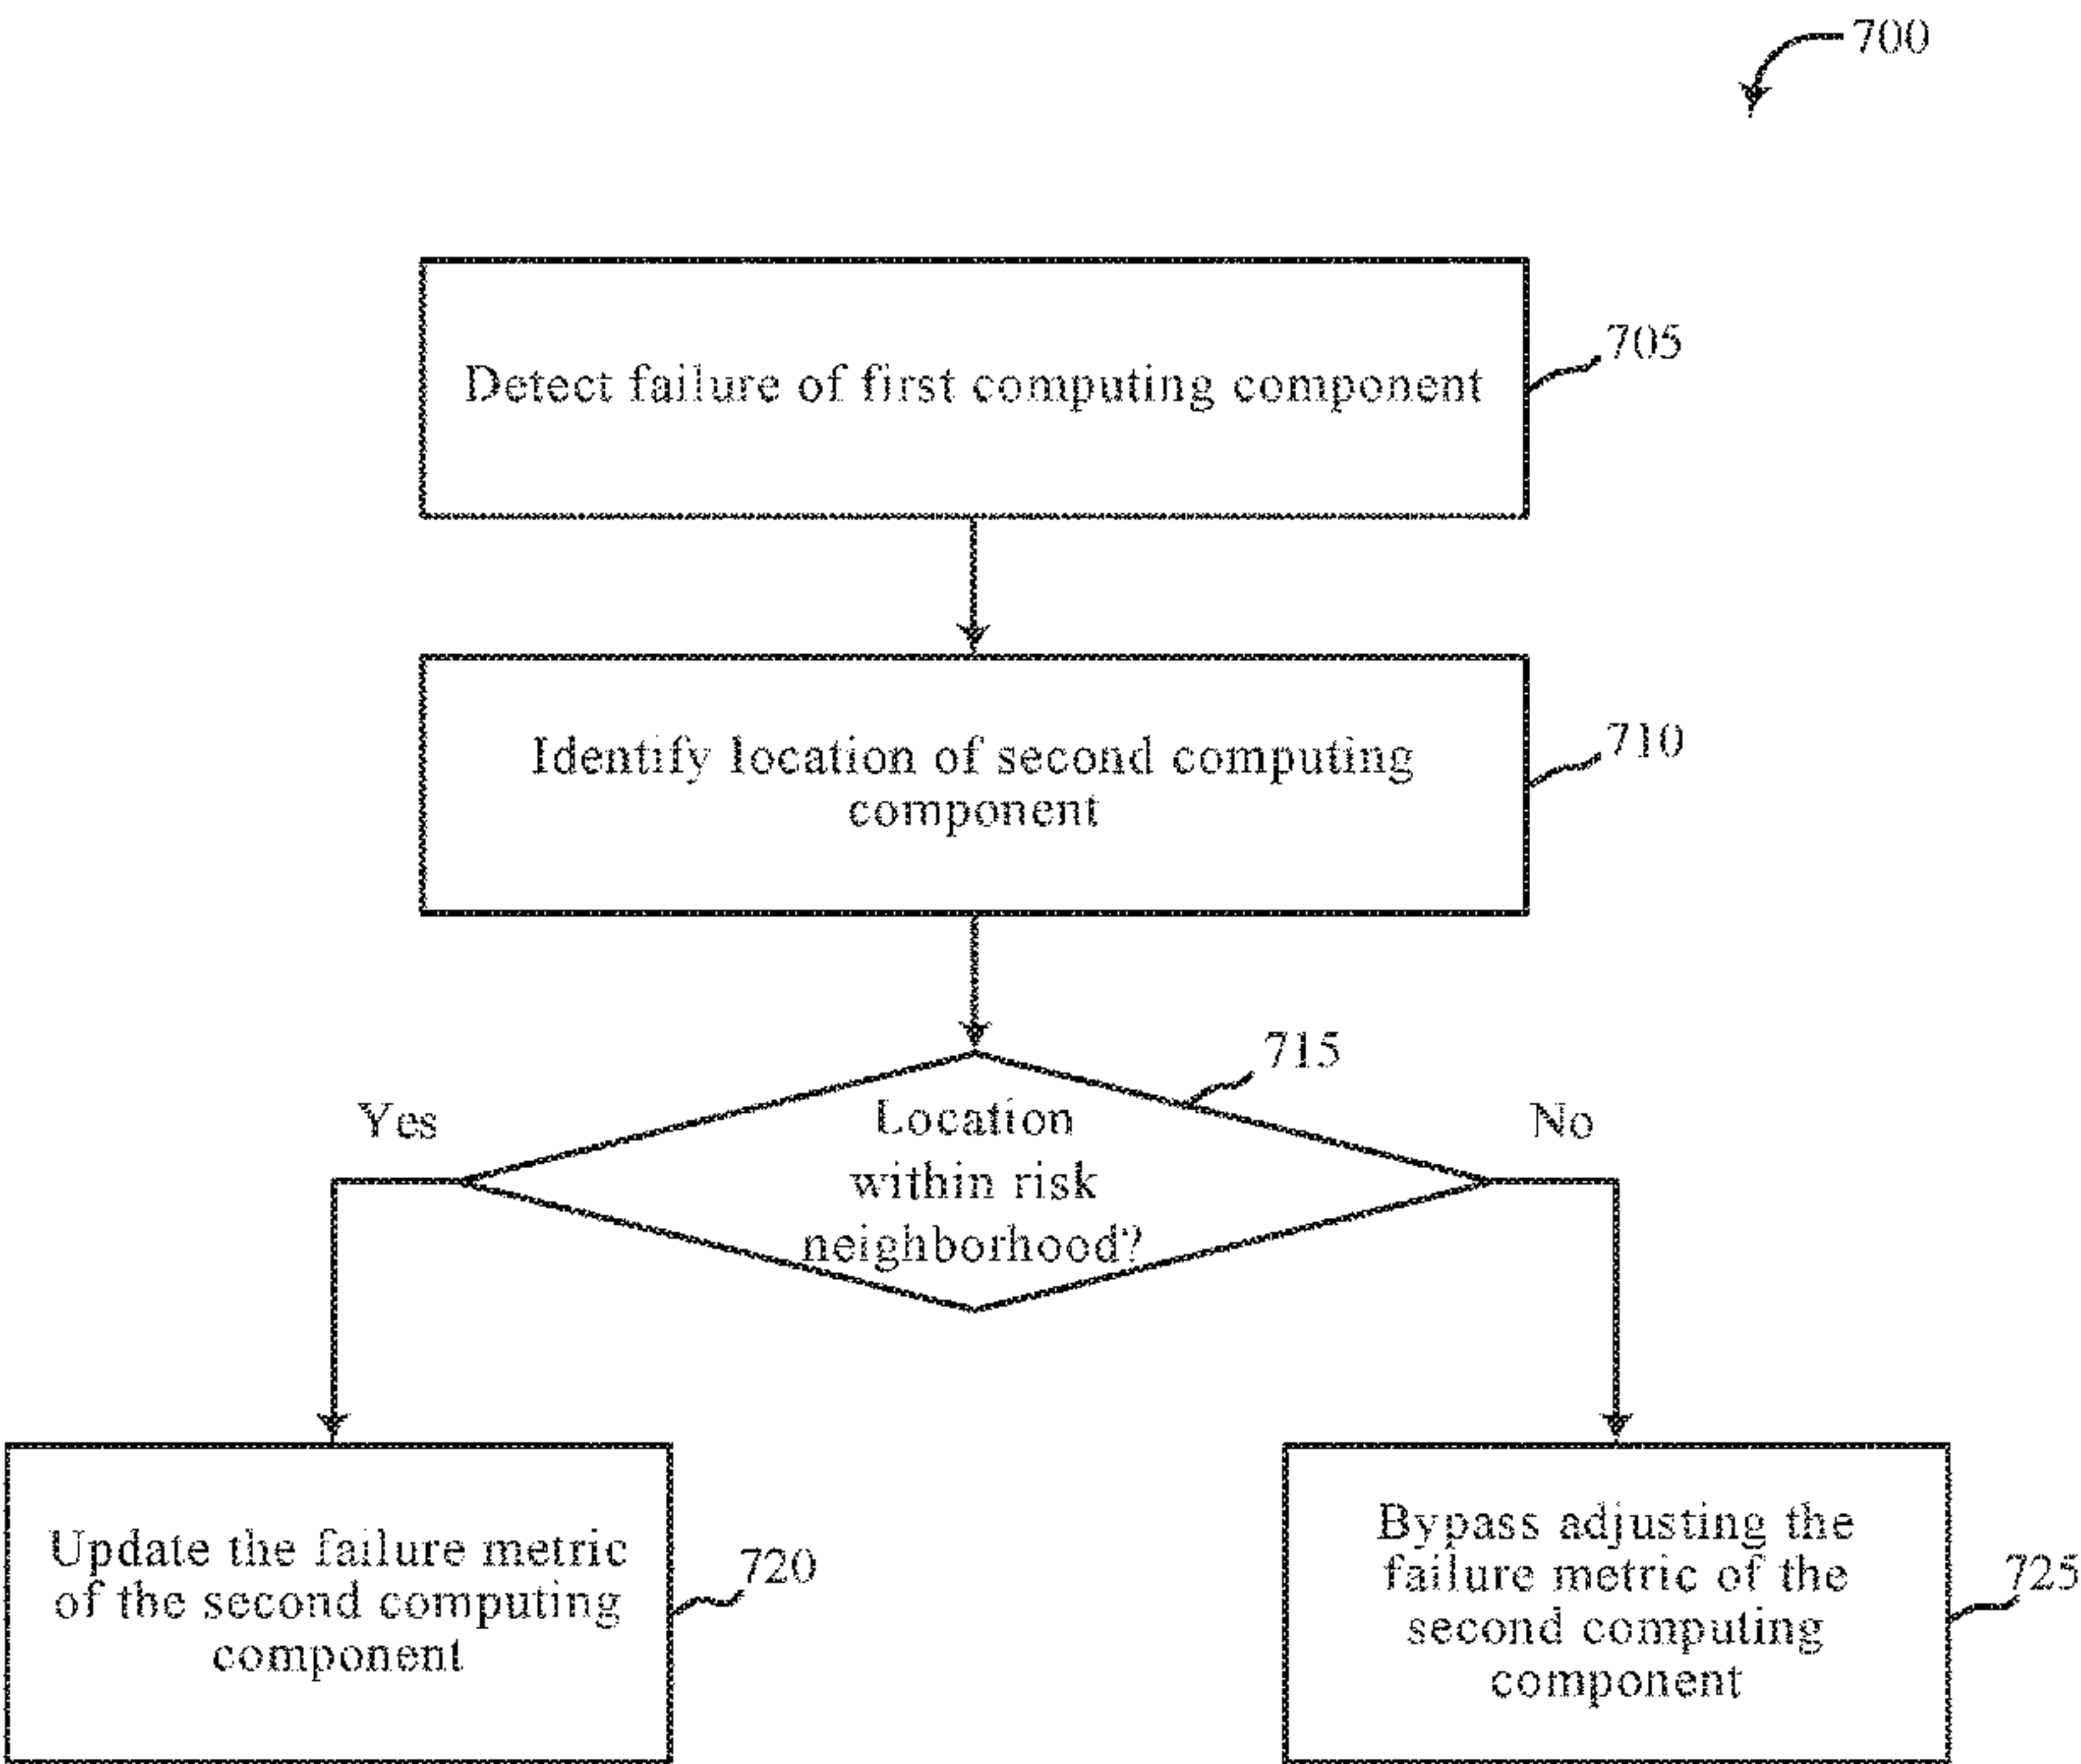 700
Detect failure of first computing component
705
Identify location of second computing
component
710
715
Yes
No
Location
within risk
neighborhood?
Update the failure metric
of the second computing
component
720
Bypass adjusting the
failure metric of the
second computing
component
725